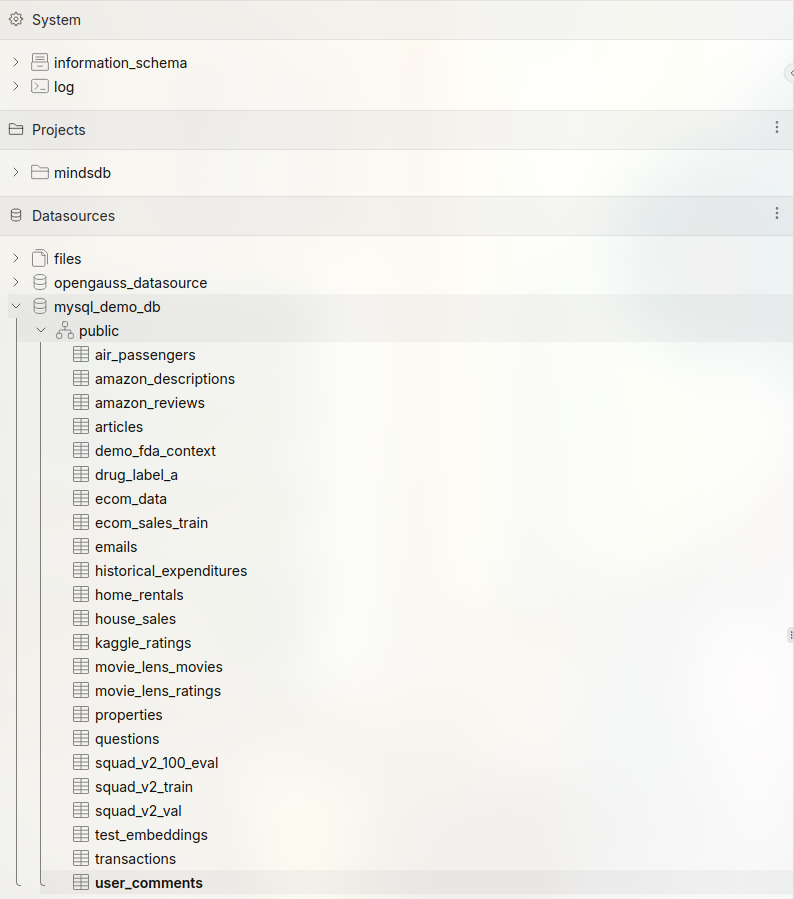 System
information_schema
log
Projects
mindsdb
Datasources
files
opengauss_datasource
mysql_demo_db
public
air_passengers
amazon_descriptions
amazon_reviews
articles
demo_fda_context
drug_label_a
ecom_data
ecom_sales_train
emails
historical_expenditures
home_rentals
house_sales
kaggle_ratings
movie_lens_movies
movie_lens_ratings
properties
questions
squad_v2_100_eval
squad_v2_train
squad_v2_val
test_embeddings
transactions
user_comments